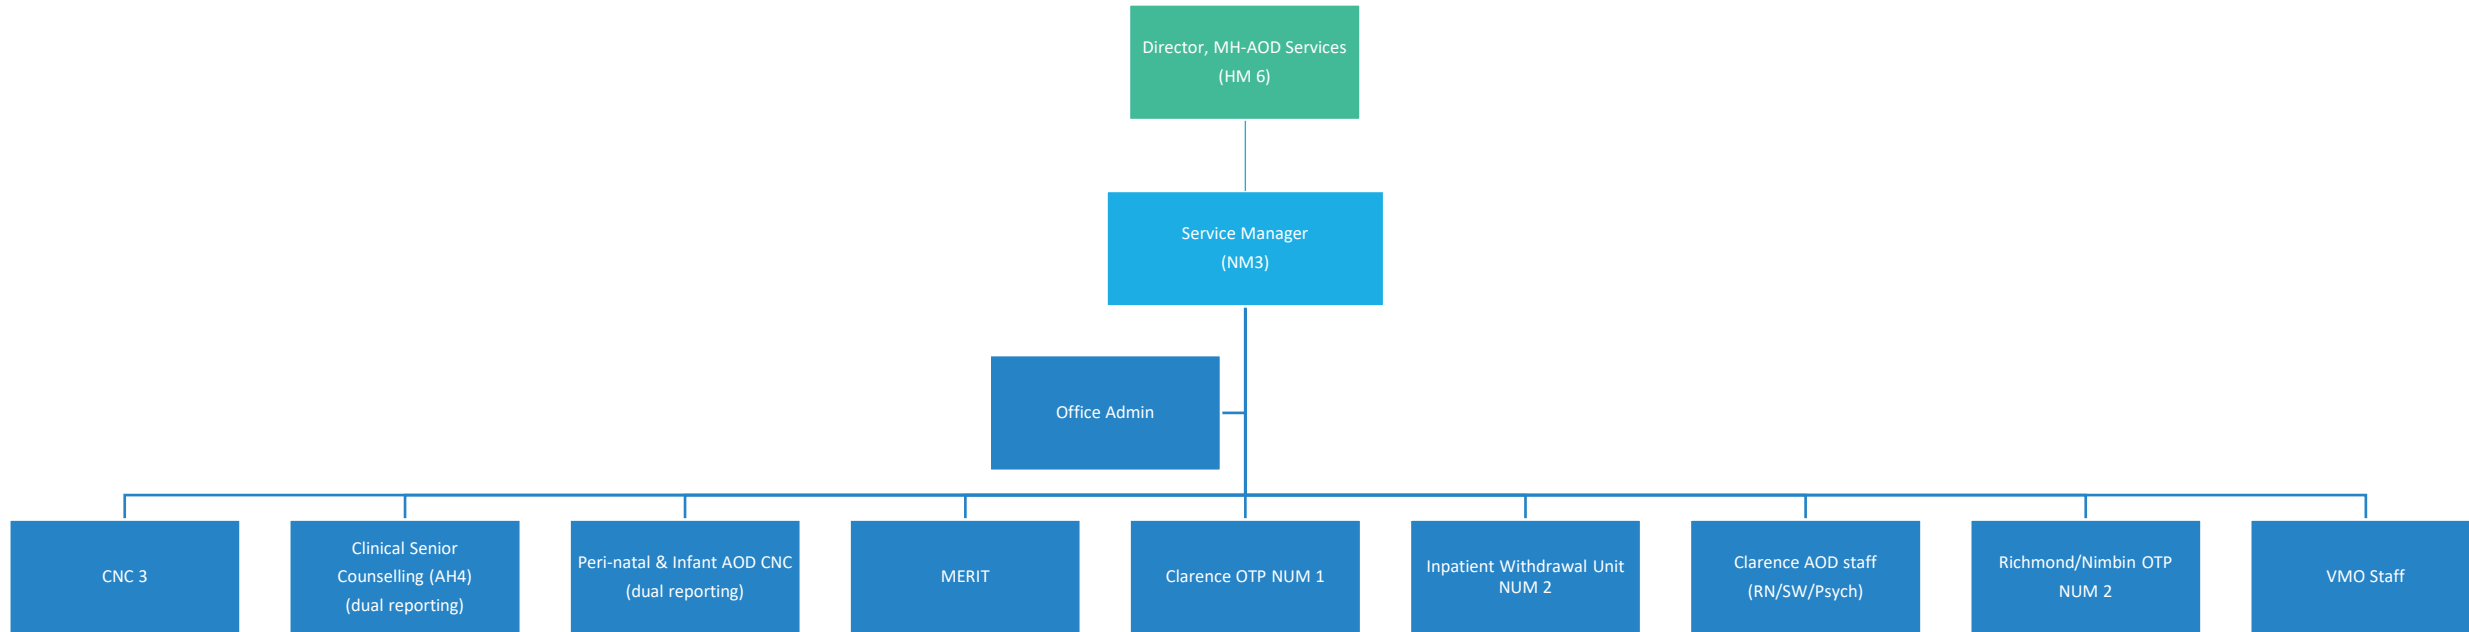 Director, MH-AOD Services
(HM 6)
Service Manager
(NM3)
Office Admin
CNC 3
Clinical Senior
Counselling (AH4)
(dual reporting)
Peri-natal & Infant AOD CNC
(dual reporting)
MERIT
Clarence OTP NUM 1
Inpatient Withdrawal Unit
NUM 2
Clarence AOD staff
(RN/SW/Psych)
Richmond/Nimbin OTP
NUM 2
VMO Staff